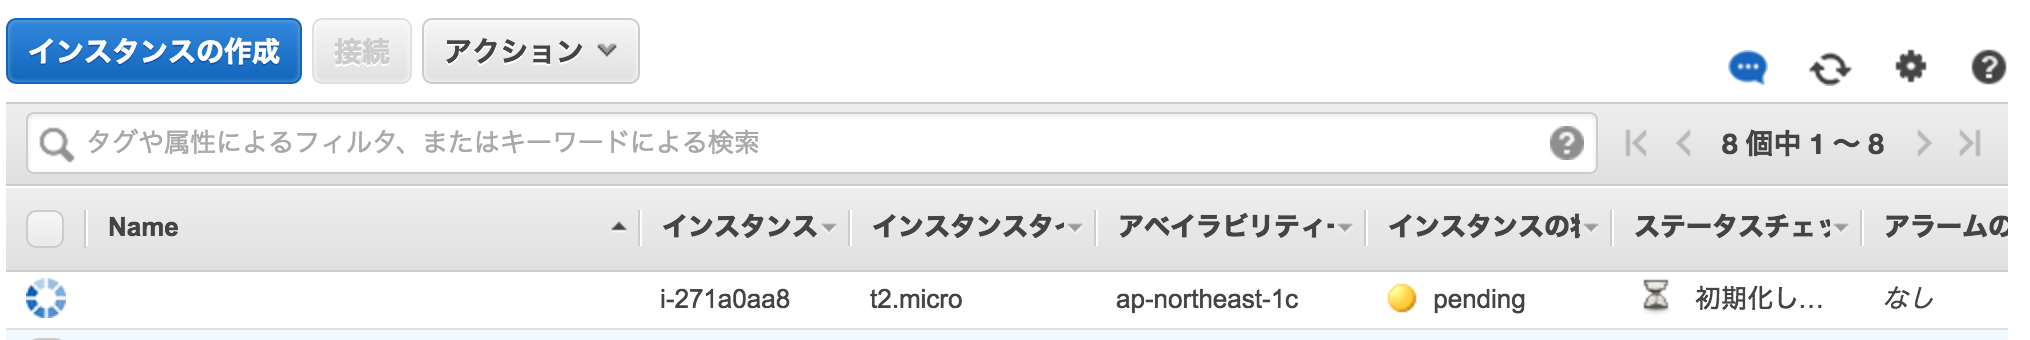 インスタンスの作成 接続 アクション
タグや属性によるフィルタ、またはキーワードによる検索 8 個中 1 〜 8
Name インスタンス インスタンスタイ アベイラビリティ インスタンスの ステータスチェッ アラームの
i-271a0aa8 t2.micro ap-northeast-1c pending 初期化し… なし